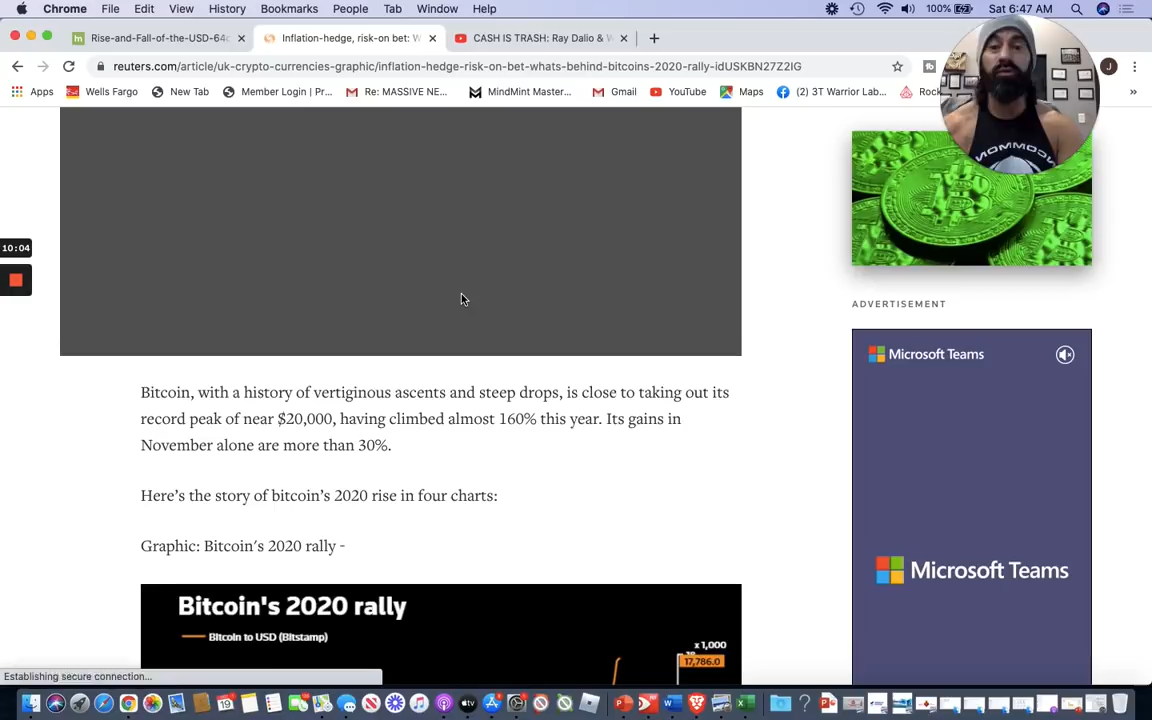 Chrome File Edit View History Bookmarks People Tab Window Help 100% Sat 6:47 AM
Rise-and-Fall-of-the-USD-64 Inflation-hedge, risk-on bet: W CASH IS TRASH: Ray Dalio & W
reuters.com/article/uk-crypto-currencies-graphic/inflation-hedge-risk-on-bet-whats-behind-bitcoins-2020-rally-idUSKBN27Z2IG
J
Apps Wells Fargo New Tab Member Login | Pr... Re: MASSIVE NE... MindMint Master... Gmail YouTube Maps (2) 3T Warrior Lab... Rock
10:04
ADVERTISEMENT
Microsoft Teams
Bitcoin, with a history of vertiginous ascents and steep drops, is close to taking out its
record peak of near $20,000, having climbed almost 160% this year. Its gains in
November alone are more than 30%.
Here’s the story of bitcoin’s 2020 rise in four charts:
Graphic: Bitcoin’s 2020 rally -
Microsoft Teams
Bitcoin's 2020 rally
Bitcoin to USD (Bitstamp)
x 1,000
17,786.0
Establishing secure connection...